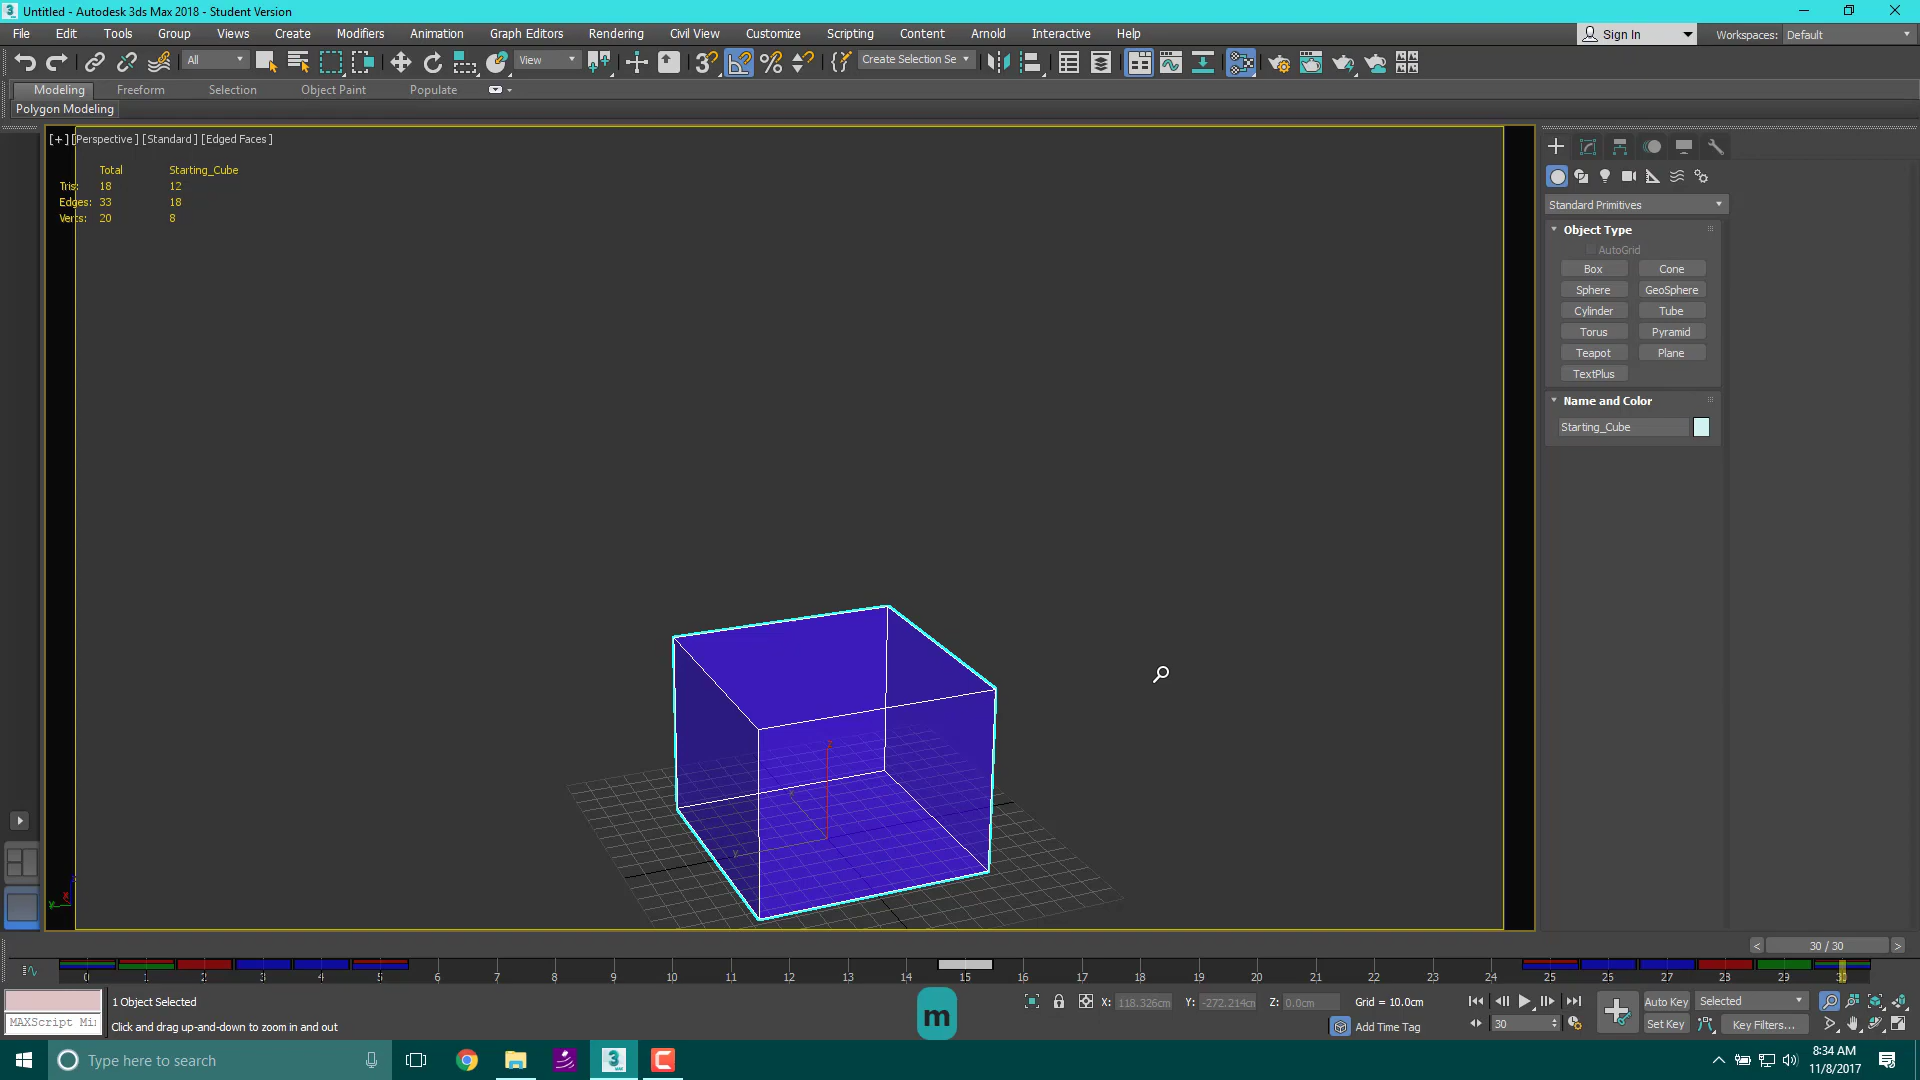 Untitled - Autodesk 3ds Max 2018 - Student Version
File Edit Tools Group Views Create Modifiers Animation Graph Editors Rendering Civil View Customize Scripting Content Arnold Interactive Help
Sign In
Workspaces: Default
All
View
Create Selection Se
Modeling Freeform Selection Object Paint Populate
Polygon Modeling
[+] [Perspective] [Standard] [Edged Faces]
Total Starting_Cube
Tris: 18 12
Edges: 33 18
Verts: 20 8
Standard Primitives
Object Type
AutoGrid
Box Cone
Sphere GeoSphere
Cylinder Tube
Torus Pyramid
Teapot Plane
TextPlus
Name and Color
Starting_Cube
z
x
y
< 30 / 30 >
0 1 2 3 4 5 6 7 8 9 10 11 12 13 14 15 16 17 18 19 20 21 22 23 24 25 26 27 28 29 30
1 Object Selected
X: 118.326cm Y: -272.214cm Z: 0.0cm Grid = 10.0cm
Auto Key Selected
MAXScript Mi
Click and drag up-and-down to zoom in and out
m
Add Time Tag
30
Set Key Key Filters...
Type here to search
3
MAX
C
8:34 AM
11/8/2017